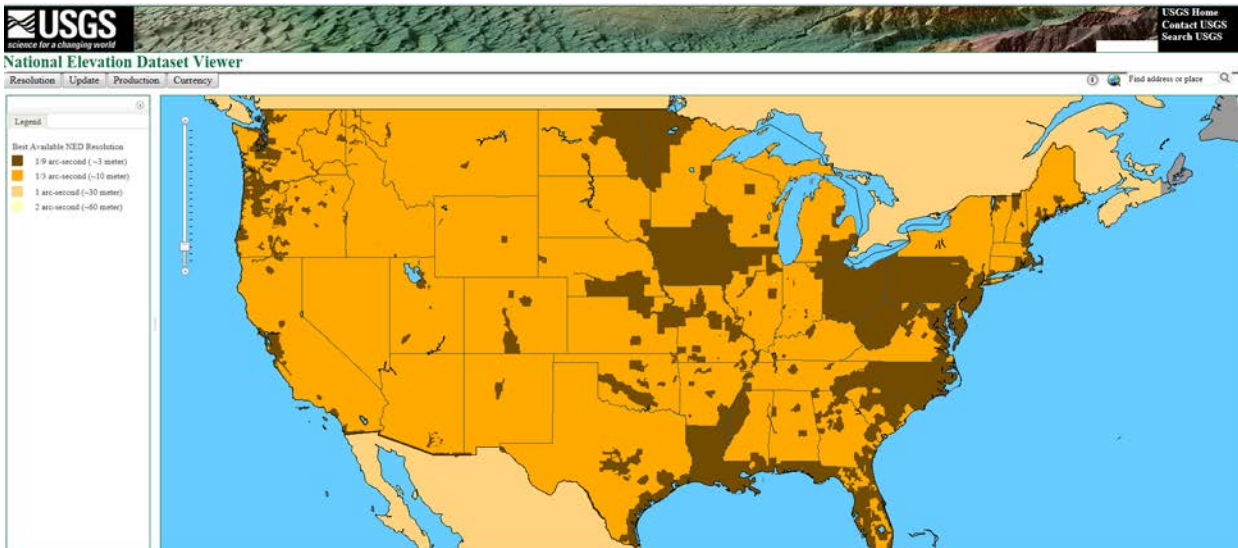 USGS
science for a changing world
USGS Home
Contact USGS
Search USGS
National Elevation Dataset Viewer
Resolution Update Production Currency
Find address or place
Legend
Best Available NED Resolution
1/9 arc-second (~3 meter)
1/3 arc-second (~10 meter)
1 arc-second (~30 meter)
2 arc-second (~60 meter)